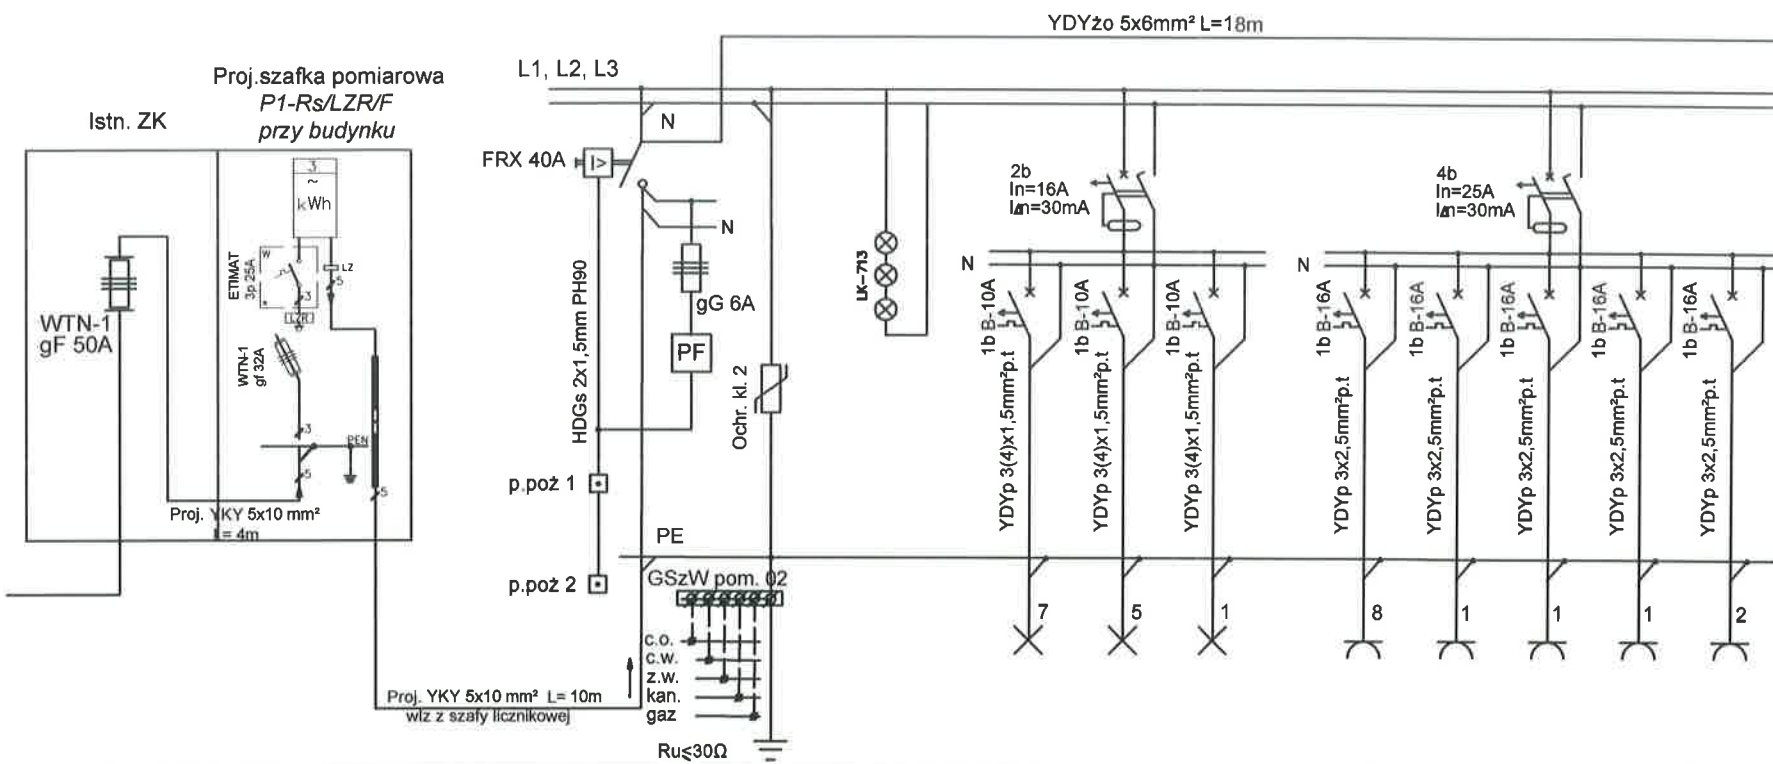 YDYżo 5x6mm² L=18m
Proj.szafka pomiarowa
P1-Rs/LZR/F
przy budynku
Istn. ZK
L1, L2, L3
N
FRX 40A
I>
3
~
kWh
W
ETIMAT
3p 25A
LZ
5
3
LZR
WTN-1
gF 50A
WTN-1
gf 32A
3
PEN
5
5
Proj. YKY 5x10 mm²
L= 4m
N
gG 6A
PF
HDGs 2x1,5mm PH90
Ochr. kl. 2
LK-713
p.poż 1
p.poż 2
PE
GSzW pom. 02
c.o.
c.w.
z.w.
kan.
gaz
Proj. YKY 5x10 mm² L= 10m
wlz z szafy licznikowej
Ru≤30Ω
2b
In=16A
IΔn=30mA
N
1b B-10A
1b B-10A
1b B-10A
YDYp 3(4)x1,5mm²p.t
YDYp 3(4)x1,5mm²p.t
YDYp 3(4)x1,5mm²p.t
7
5
1
4b
In=25A
IΔn=30mA
N
1b B-16A
1b B-16A
1b B-16A
1b B-16A
1b B-16A
YDYp 3x2,5mm²p.t
YDYp 3x2,5mm²p.t
YDYp 3x2,5mm²p.t
YDYp 3x2,5mm²p.t
YDYp 3x2,5mm²p.t
8
1
1
1
2